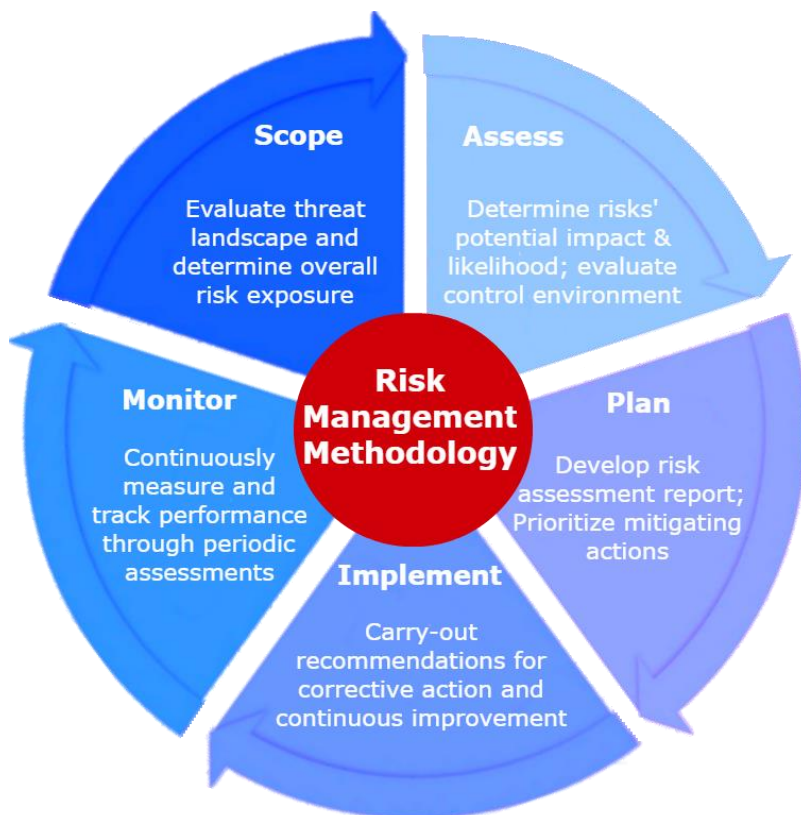 Scope
Evaluate threat
landscape and
determine overall
risk exposure
Assess
Determine risks'
potential impact &
likelihood; evaluate
control environment
Risk
Management
Methodology
Monitor
Continuously
measure and
track performance
through periodic
assessments
Plan
Develop risk
assessment report;
Prioritize mitigating
actions
Implement
Carry-out
recommendations for
corrective action and
continuous improvement